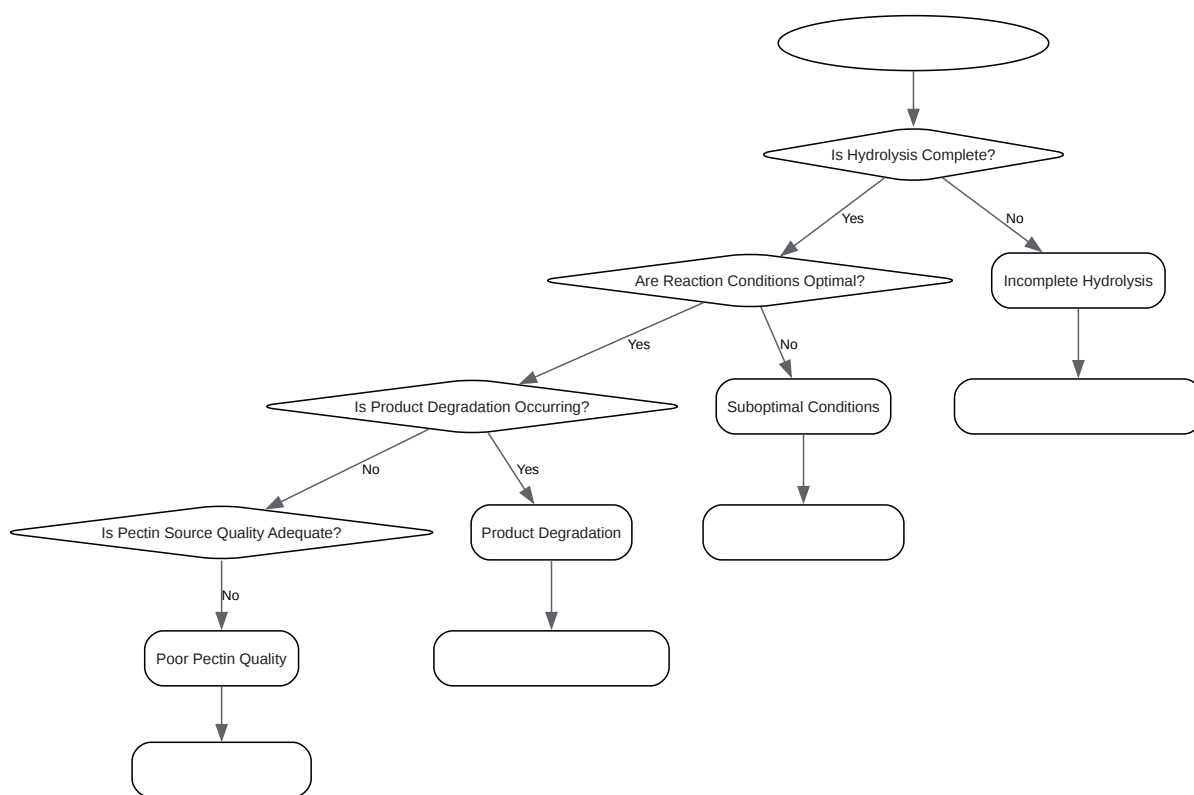 Is Hydrolysis Complete?
Yes
No
Are Reaction Conditions Optimal?
Incomplete Hydrolysis
Yes
No
Is Product Degradation Occurring?
Suboptimal Conditions
No
Yes
Is Pectin Source Quality Adequate?
Product Degradation
No
Poor Pectin Quality